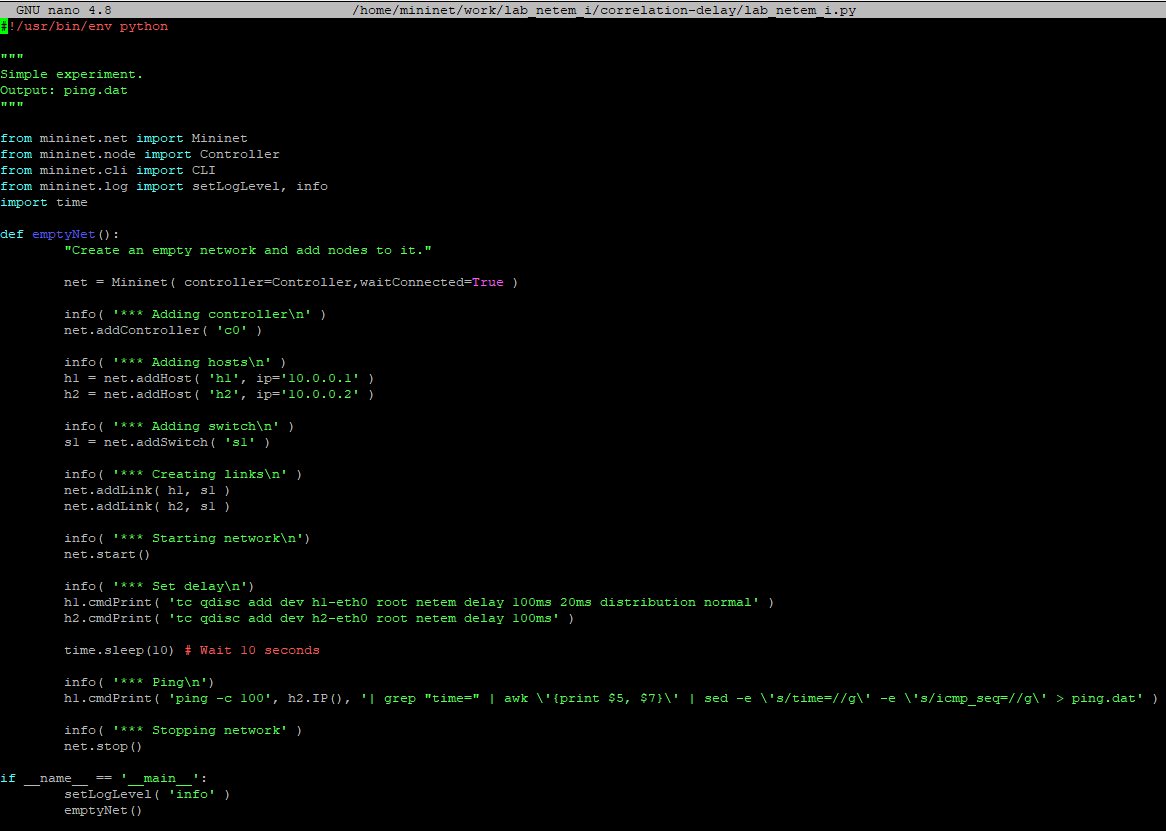 GNU nano 4.8 /home/mininet/work/lab_netem_i/correlation-delay/lab_netem_i.py
#!/usr/bin/env python
"""
Simple experiment.
Output: ping.dat
"""
from mininet.net import Mininet
from mininet.node import Controller
from mininet.cli import CLI
from mininet.log import setLogLevel, info
import time
def emptyNet():
"Create an empty network and add nodes to it."
net = Mininet( controller=Controller,waitConnected=True )
info( '*** Adding controller\n' )
net.addController( 'c0' )
info( '*** Adding hosts\n' )
h1 = net.addHost( 'h1', ip='10.0.0.1' )
h2 = net.addHost( 'h2', ip='10.0.0.2' )
info( '*** Adding switch\n' )
s1 = net.addSwitch( 's1' )
info( '*** Creating links\n' )
net.addLink( h1, s1 )
net.addLink( h2, s1 )
info( '*** Starting network\n')
net.start()
info( '*** Set delay\n')
h1.cmdPrint( 'tc qdisc add dev h1-eth0 root netem delay 100ms 20ms distribution normal' )
h2.cmdPrint( 'tc qdisc add dev h2-eth0 root netem delay 100ms' )
time.sleep(10) # Wait 10 seconds
info( '*** Ping\n')
h1.cmdPrint( 'ping -c 100', h2.IP(), '| grep "time=" | awk \'{print $5, $7}\' | sed -e \'s/time=//g\' -e \'s/icmp_seq=//g\' > ping.dat' )
info( '*** Stopping network' )
net.stop()
if __name__ == '__main__':
setLogLevel( 'info' )
emptyNet()